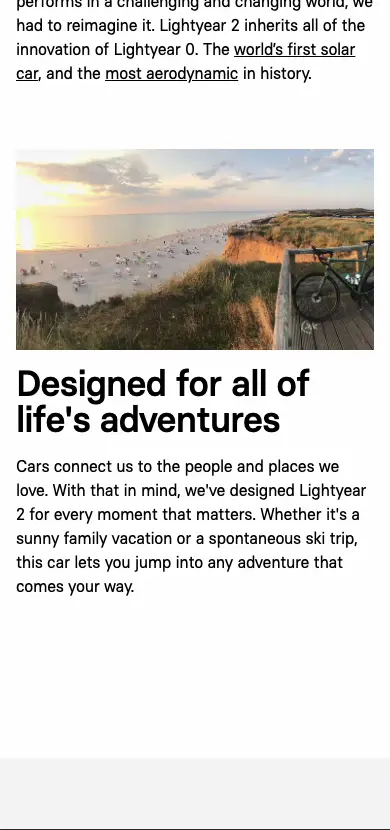 performs in a challenging and changing world, we
had to reimagine it. Lightyear 2 inherits all of the
innovation of Lightyear 0. The world’s first solar
car, and the most aerodynamic in history.
Designed for all of
life's adventures
Cars connect us to the people and places we
love. With that in mind, we've designed Lightyear
2 for every moment that matters. Whether it's a
sunny family vacation or a spontaneous ski trip,
this car lets you jump into any adventure that
comes your way.